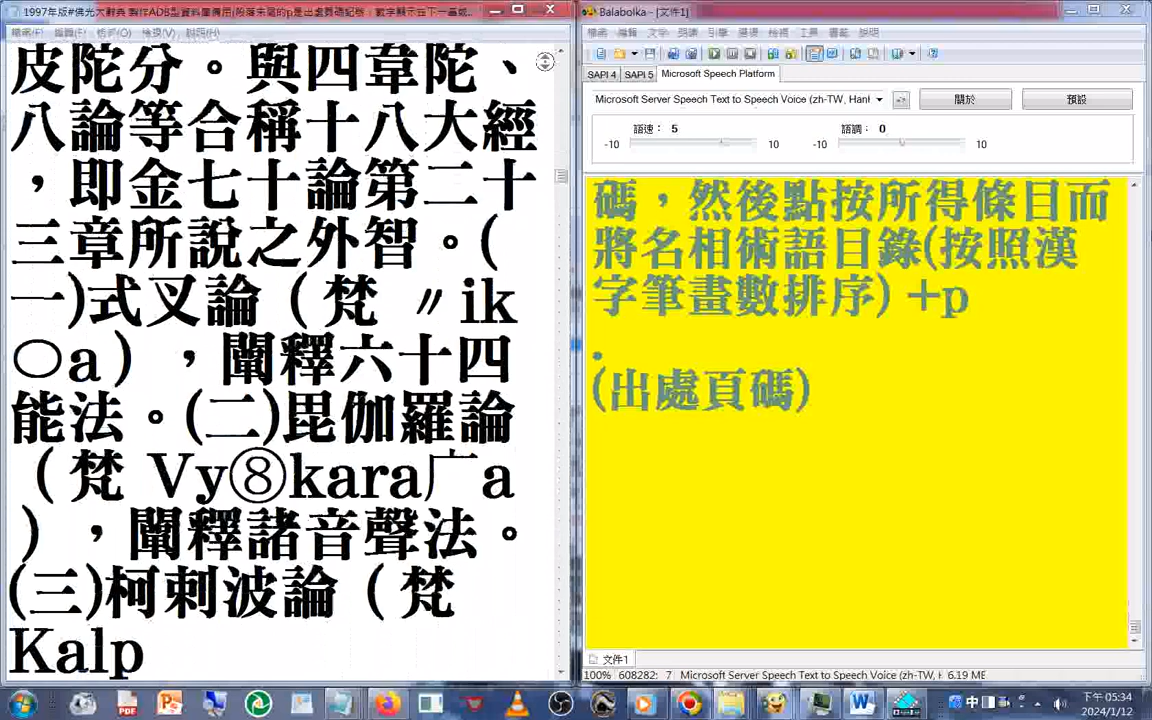 1997年版#佛光大辭典 製作ADB型資料庫備用(段落末尾的p是出處頁碼記號
Balabolka - [文件1]
檔案(F) 編輯(E) 格式(O) 檢視(V) 說明(H)
檔案 編輯 文字 朗讀 引擎 選項 檢視 工具 書籤 說明
SAPI 4 SAPI 5 Microsoft Speech Platform
Microsoft Server Speech Text to Speech Voice (zh-TW, Han
關於
預設
語速： 5
語調： 0
-10 10 -10 10
皮陀分。與四韋陀、
八論等合稱十八大經
，即金七十論第二十
三章所說之外智。(
一)式叉論（梵 〃ik
○a），闡釋六十四
能法。(二)毘伽羅論
（梵 Vy⑧kara广a
），闡釋諸音聲法。
(三)柯剌波論（梵
Kalp
碼，然後點按所得條目而
將名相術語目錄(按照漢
字筆畫數排序) +p
.
(出處頁碼)
文件1
100% 608282: 7 Microsoft Server Speech Text to Speech Voice (zh-TW, H 6.19 ME
中
下午 05:34
2024/1/12